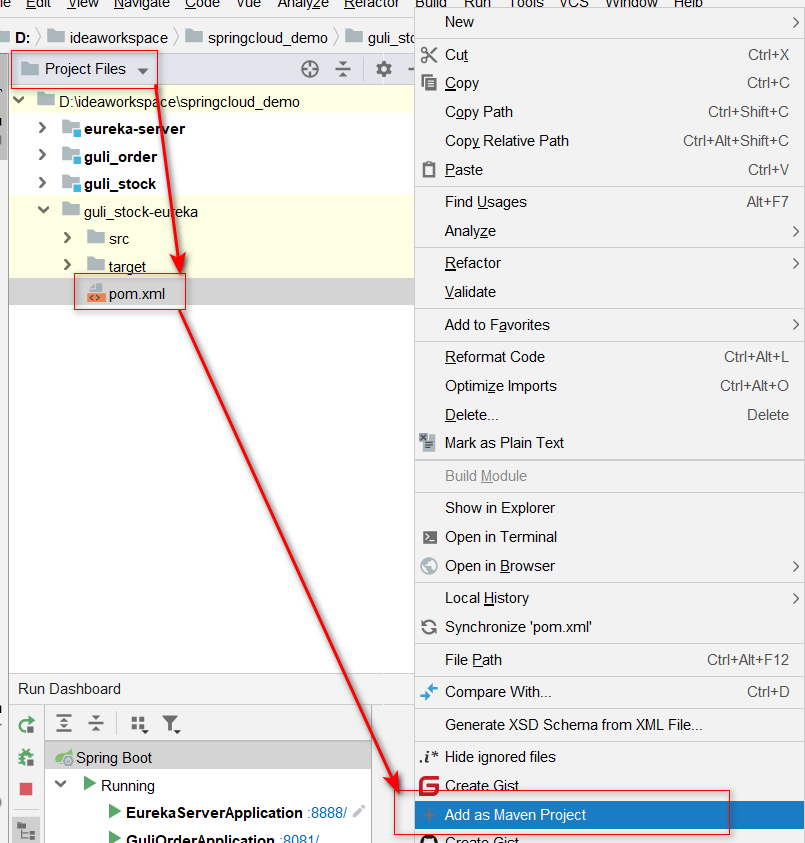 Edit View Navigate Code Vue Analyze Refactor Build Run Tools VCS Window Help
D: ideaworkspace springcloud_demo
Project Files
D:\ideaworkspace\springcloud_demo
eureka-server
guli_order
guli_stock
guli_stock-eureka
src
target
pom.xml
Run Dashboard
Spring Boot
Running
EurekaServerApplication :8888/
GuliOrderApplication :8081/
New
Cut Ctrl+X
Copy Ctrl+C
Copy Path Ctrl+Shift+C
Copy Relative Path Ctrl+Alt+Shift+C
Paste Ctrl+V
Find Usages Alt+F7
Analyze
Refactor
Validate
Add to Favorites
Reformat Code Ctrl+Alt+L
Optimize Imports Ctrl+Alt+O
Delete... Delete
Mark as Plain Text
Build Module
Show in Explorer
Open in Terminal
Open in Browser
Local History
Synchronize 'pom.xml'
File Path Ctrl+Alt+F12
Compare With... Ctrl+D
Generate XSD Schema from XML File...
.i* Hide ignored files
Create Gist
Add as Maven Project
Create Gist